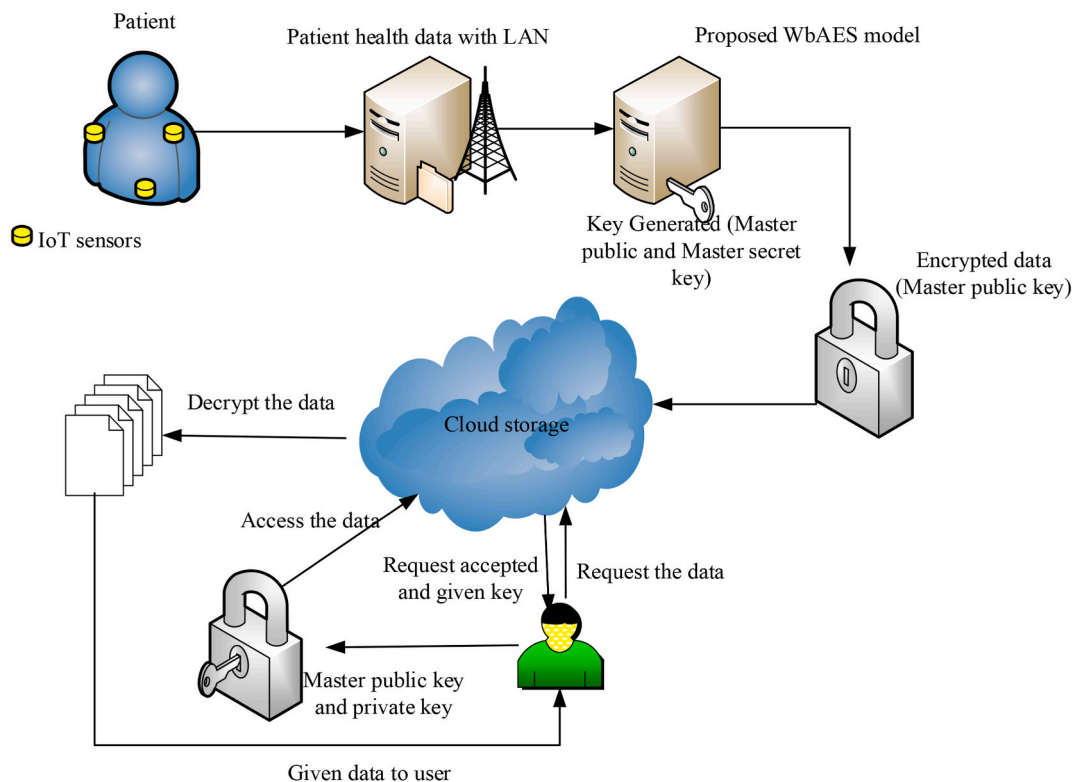 Patient
Patient health data with LAN
Proposed WbAES model
IoT sensors
Key Generated (Master
public and Master secret
key)
Encrypted data
(Master public key)
Decrypt the data
Cloud storage
Access the data
Request accepted
and given key
Request the data
Master public key
and private key
Given data to user